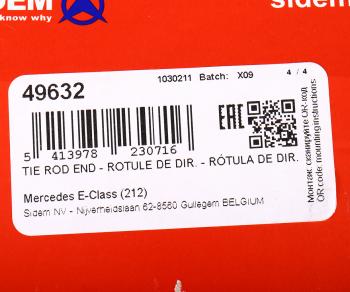 DEM
know why
sidem
1030211 Batch: X09 4 / 4
49632
EAC
5 413978 230716
TIE ROD END - ROTULE DE DIR. - RÓTULA DE DIR.
Mercedes E-Class (212)
Sidem NV - Nijverheidslaan 62-8560 Gullegem BELGIUM
Монтаж: сканируйте QR-код
QR code: mounting instructions